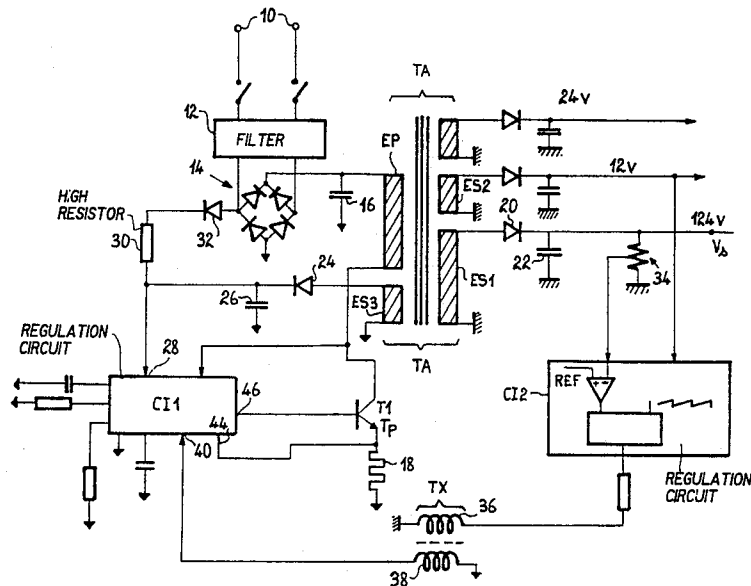 10
TA
24V
12
FILTER
EP
14
12V
HIGH
RESISTOR
16
ES2
20
32
124V
30
Vs
24
22
34
26
ES3
ES1
REGULATION
CIRCUIT
28
TA
REF
CI2
CI1
46
T1
44
Tp
40
18
TX
36
REGULATION
CIRCUIT
38